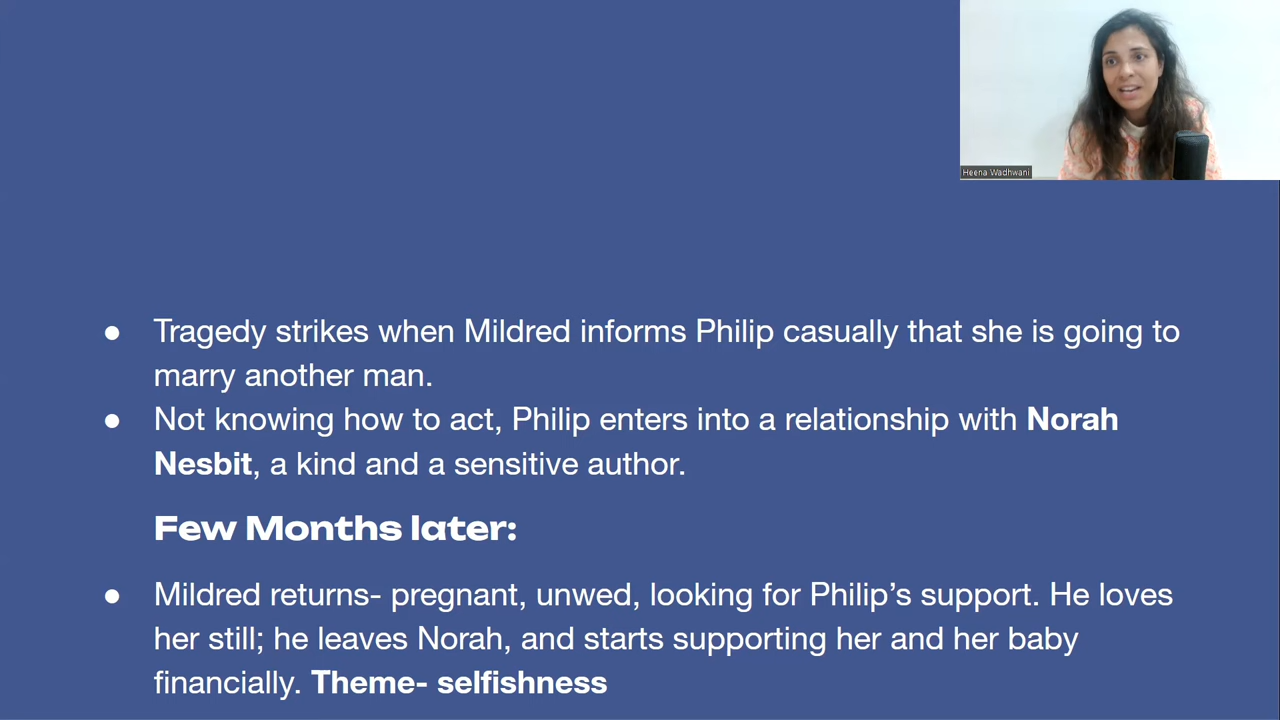 Heena Wadhwani
● Tragedy strikes when Mildred informs Philip casually that she is going to
marry another man.
● Not knowing how to act, Philip enters into a relationship with Norah
Nesbit, a kind and a sensitive author.
Few Months later:
● Mildred returns- pregnant, unwed, looking for Philip’s support. He loves
her still; he leaves Norah, and starts supporting her and her baby
financially. Theme- selfishness